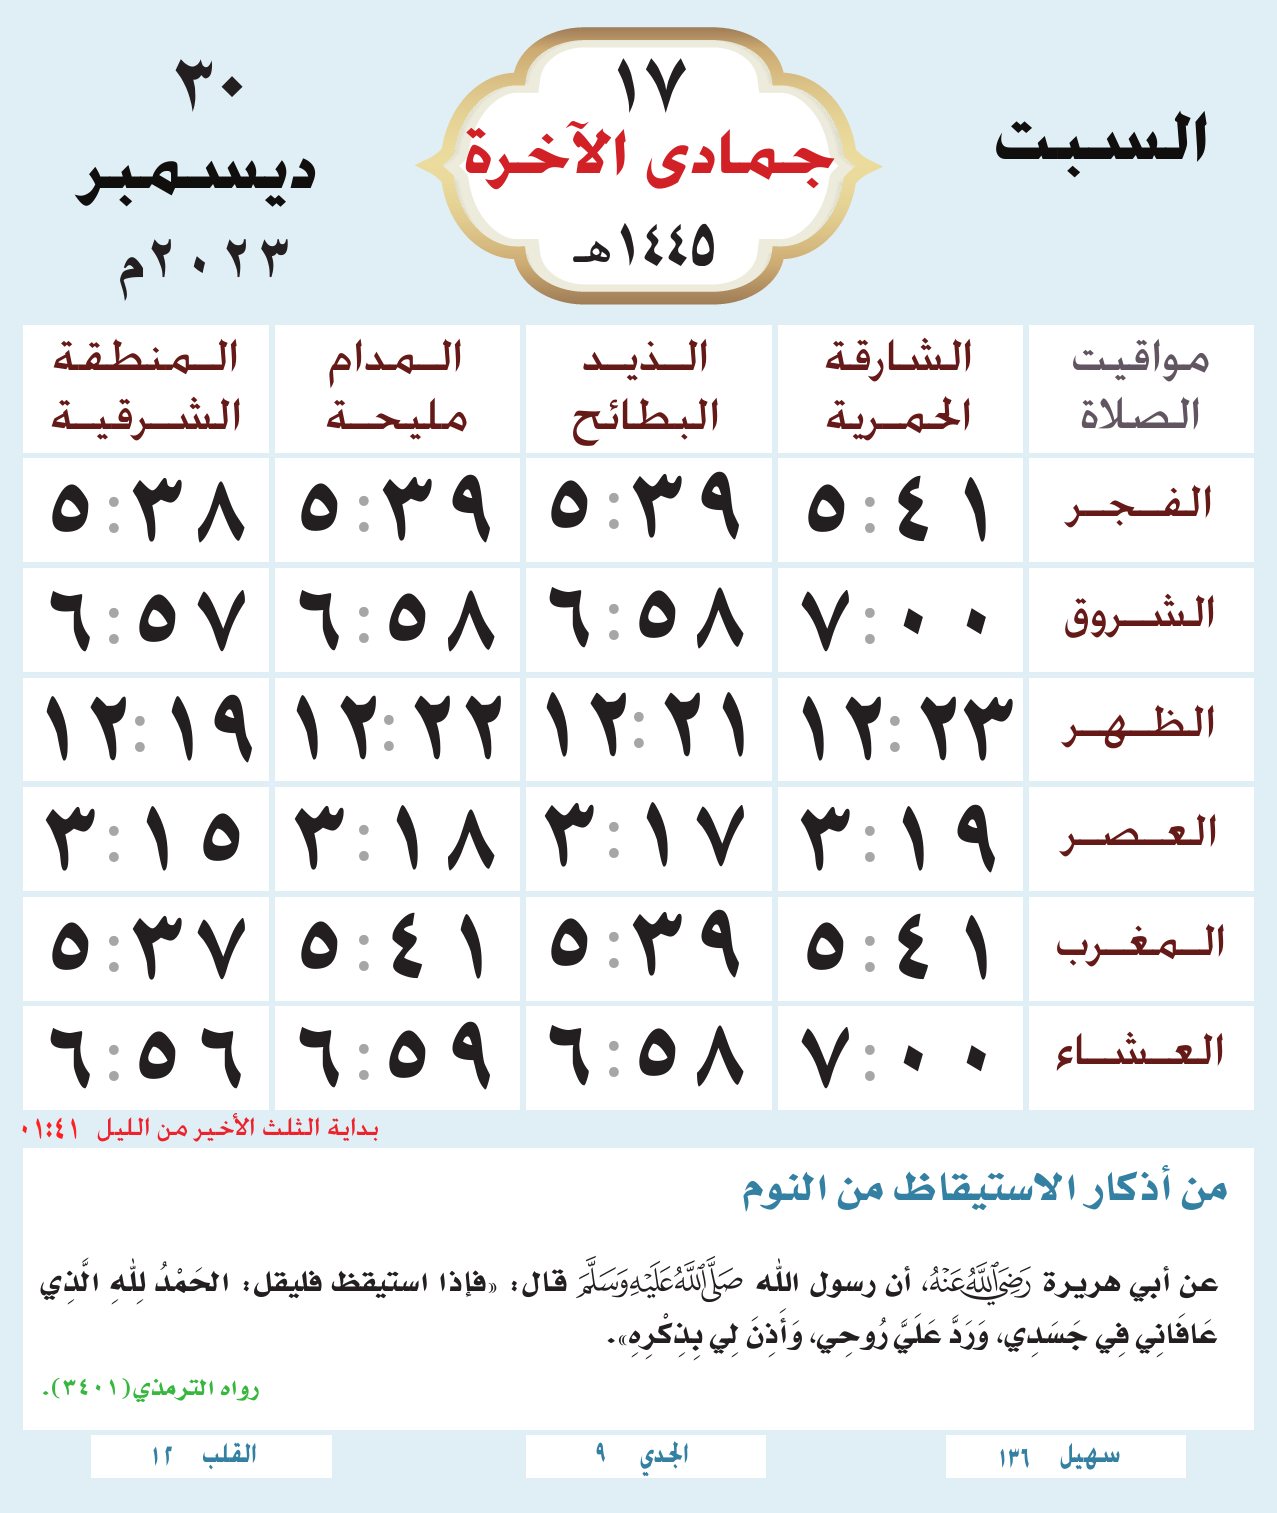 السبت
١٧
جمادى الآخرة
١٤٤٥هـ
٣٠
ديسمبر
٢٠٢٣م
مواقيت الصلاة
الشارقة الحمرية
الذيد البطائح
المدام مليحة
المنطقة الشرقية
الفجر ٥:٤١ ٥:٣٩ ٥:٣٩ ٥:٣٨
الشروق ٧:٠٠ ٦:٥٨ ٦:٥٨ ٦:٥٧
الظهر ١٢:٢٣ ١٢:٢١ ١٢:٢٢ ١٢:١٩
العصر ٣:١٩ ٣:١٧ ٣:١٨ ٣:١٥
المغرب ٥:٤١ ٥:٣٩ ٥:٤١ ٥:٣٧
العشاء ٧:٠٠ ٦:٥٨ ٦:٥٩ ٦:٥٦
بداية الثلث الأخير من الليل ٠١:٤١
من أذكار الاستيقاظ من النوم
عن أبي هريرة رَضِيَ اللَّهُ عَنْهُ، أن رسول الله صَلَّى اللَّهُ عَلَيْهِ وَسَلَّمَ قال: «فإذا استيقظ فليقل: الحَمْدُ لِلَّهِ الَّذِي
عَافَانِي فِي جَسَدِي، وَرَدَّ عَلَيَّ رُوحِي، وَأَذِنَ لِي بِذِكْرِهِ».
رواه الترمذي(٣٤٠١).
سهيل ١٣٦
الجدي ٩
القلب ١٢